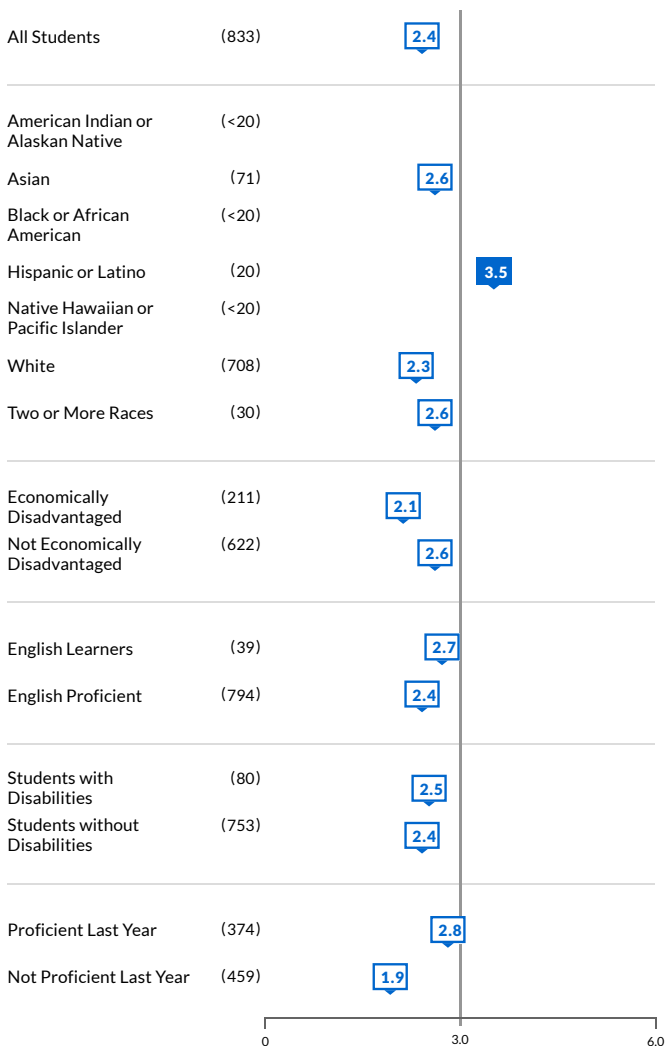 All Students (833) 2.4
American Indian or (<20)
Alaskan Native
Asian (71) 2.6
Black or African (<20)
American
Hispanic or Latino (20) 3.5
Native Hawaiian or (<20)
Pacific Islander
White (708) 2.3
Two or More Races (30) 2.6
Economically (211) 2.1
Disadvantaged
Not Economically (622) 2.6
Disadvantaged
English Learners (39) 2.7
English Proficient (794) 2.4
Students with (80) 2.5
Disabilities
Students without (753) 2.4
Disabilities
Proficient Last Year (374) 2.8
Not Proficient Last Year (459) 1.9
0 3.0 6.0